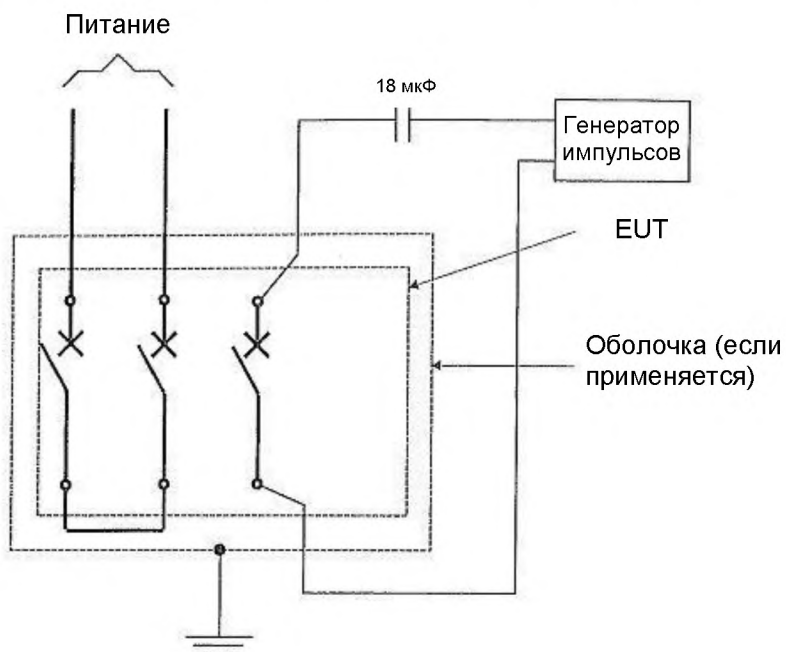 Питание
18 мкФ
Генератор
импульсов
EUT
Оболочка (если
применяется)